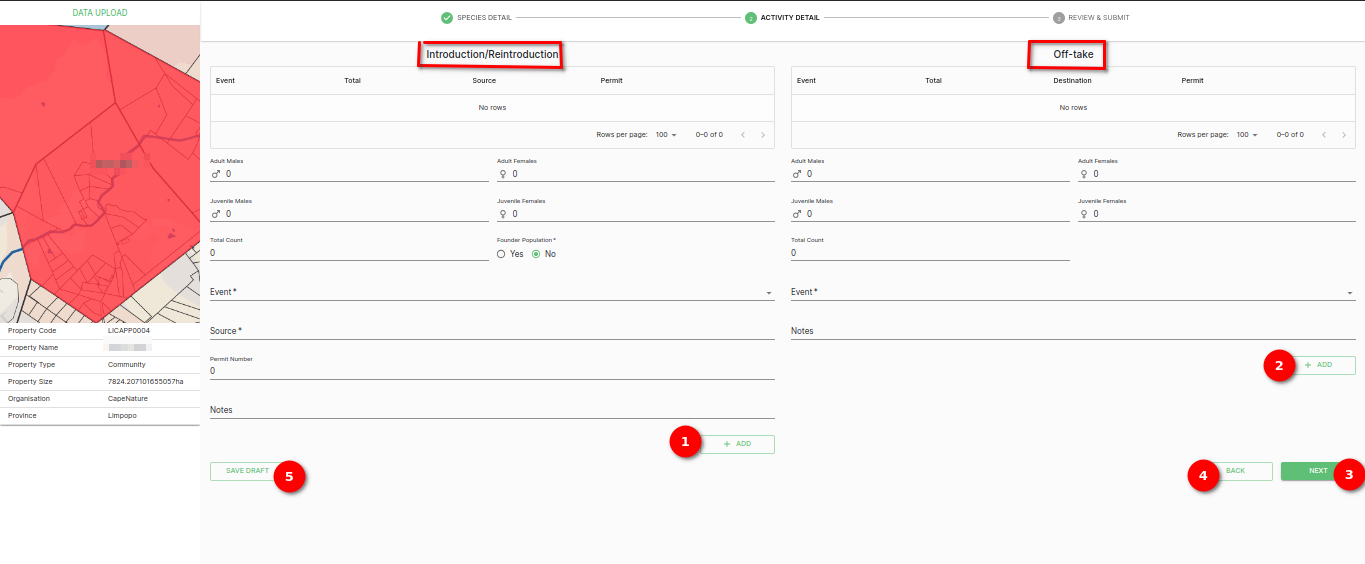 DATA UPLOAD
SPECIES DETAIL
2 ACTIVITY DETAIL
3 REVIEW & SUBMIT
Introduction/Reintroduction
Event Total Source Permit
No rows
Rows per page: 100 0–0 of 0
Adult Males Adult Females
0 0
Juvenile Males Juvenile Females
0 0
Total Count Founder Population *
0 Yes No
Event *
Source *
Permit Number
0
Notes
1 + ADD
SAVE DRAFT 5
Off-take
Event Total Destination Permit
No rows
Rows per page: 100 0–0 of 0
Adult Males Adult Females
0 0
Juvenile Males Juvenile Females
0 0
Total Count
0
Event *
Notes
2 + ADD
4 BACK NEXT 3
Property Code LICAPP0004
Property Name
Property Type Community
Property Size 7824.207101655057ha
Organisation CapeNature
Province Limpopo